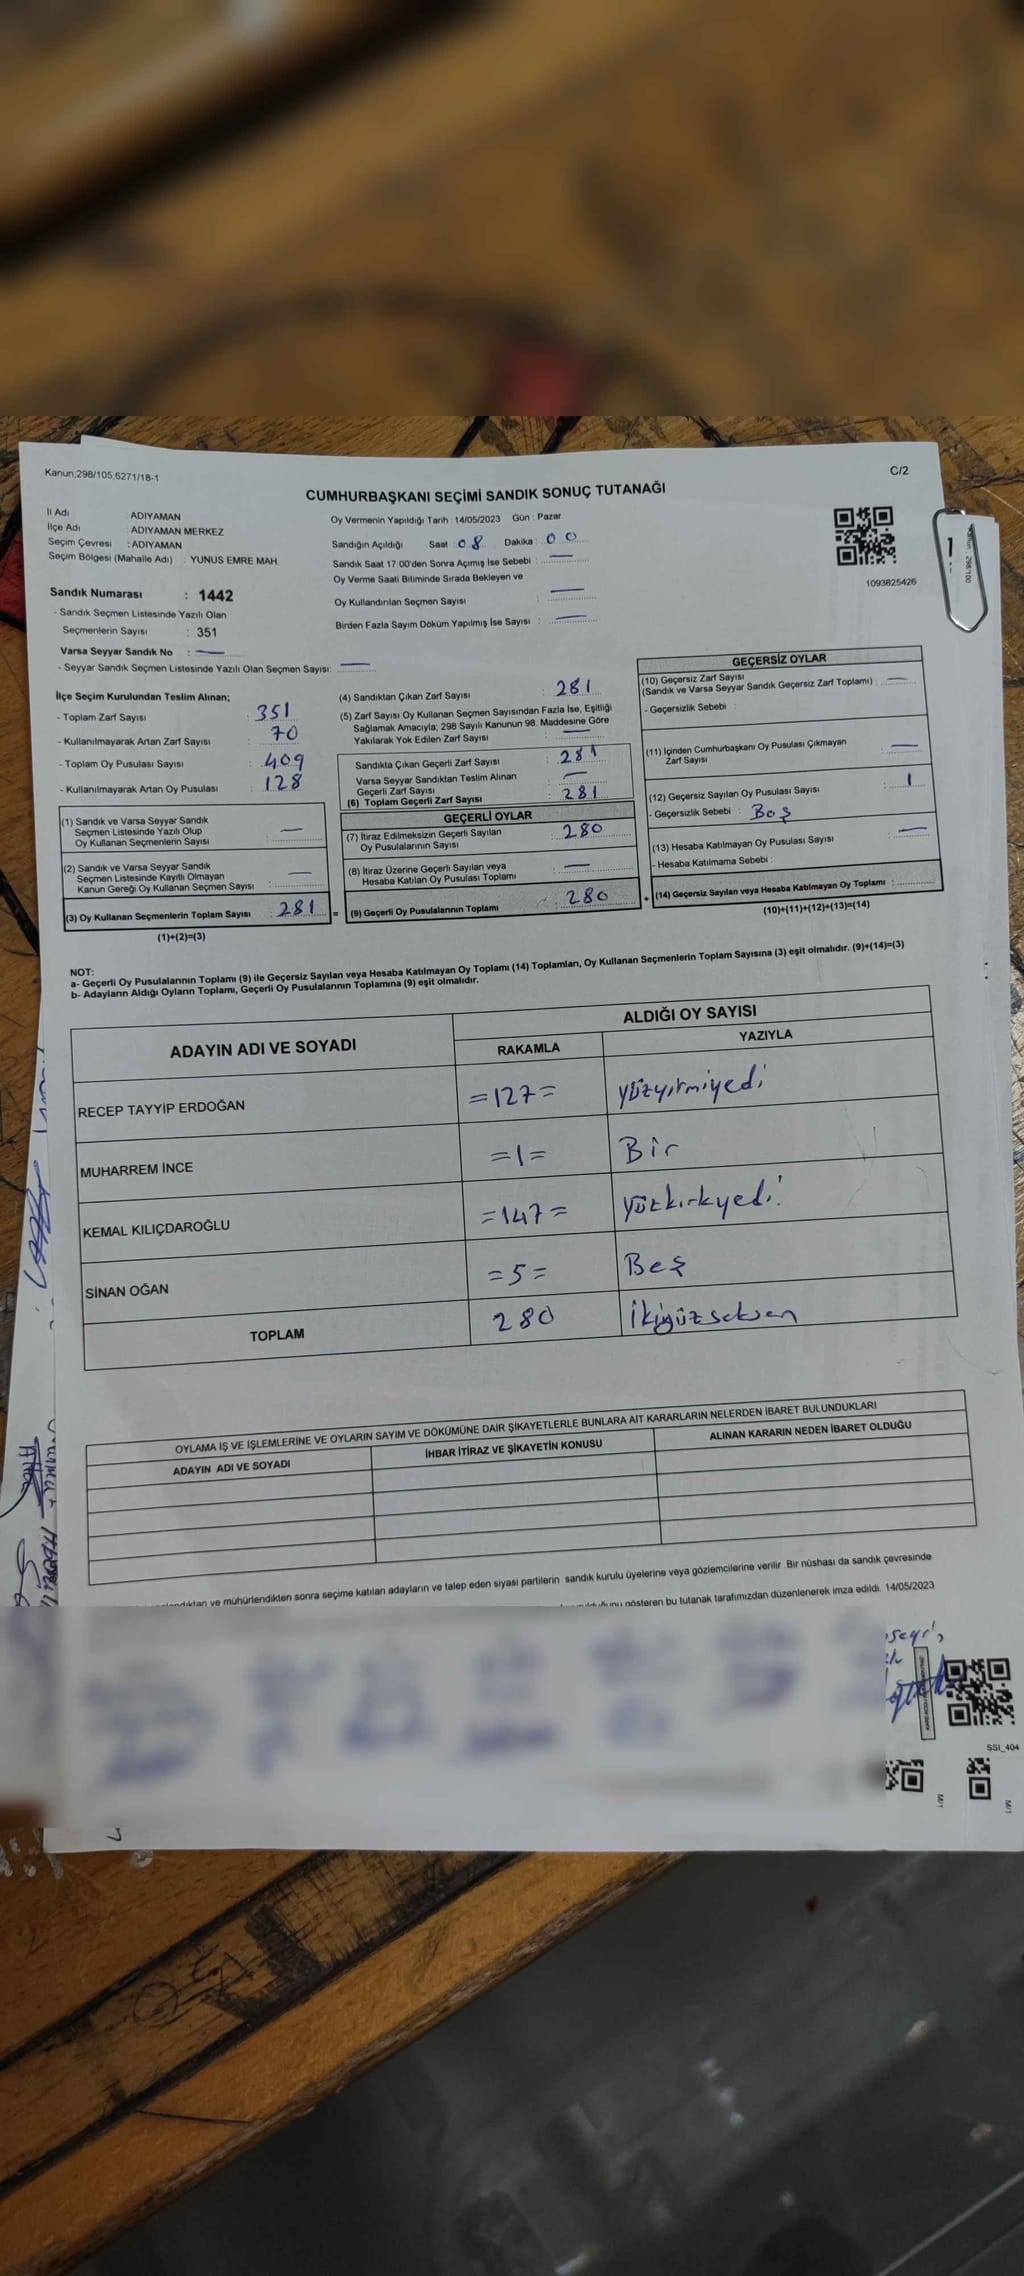 Kanun;298/105,6271/18-1
C/2
CUMHURBAŞKANI SEÇİMİ SANDIK SONUÇ TUTANAĞI
İl Adı ADIYAMAN
İlçe Adı : ADIYAMAN MERKEZ
Seçim Çevresi : ADIYAMAN
Seçim Bölgesi (Mahalle Adı) : YUNUS EMRE MAH.
Oy Vermenin Yapıldığı Tarih : 14/05/2023 Gün : Pazar
Sandığın Açıldığı Saat 08 Dakika : 00
Sandık Saat 17.00'den Sonra Açımış İse Sebebi : —
Oy Verme Saati Bitiminde Sırada Bekleyen ve
Oy Kullandırılan Seçmen Sayısı : —
Birden Fazla Sayım Döküm Yapılmış İse Sayısı : —
1093825426
Kanun 298/100
Sandık Numarası : 1442
- Sandık Seçmen Listesinde Yazılı Olan
Seçmenlerin Sayısı : 351
Varsa Seyyar Sandık No : —
- Seyyar Sandık Seçmen Listesinde Yazılı Olan Seçmen Sayısı: —
İlçe Seçim Kurulundan Teslim Alınan;
- Toplam Zarf Sayısı : 351
- Kullanılmayarak Artan Zarf Sayısı : 70
- Toplam Oy Pusulası Sayısı : 409
- Kullanılmayarak Artan Oy Pusulası : 128
(1) Sandık ve Varsa Seyyar Sandık
Seçmen Listesinde Yazılı Olup
Oy Kullanan Seçmenlerin Sayısı : —
(2) Sandık ve Varsa Seyyar Sandık
Seçmen Listesinde Kayıtlı Olmayan
Kanun Gereği Oy Kullanan Seçmen Sayısı : —
(3) Oy Kullanan Seçmenlerin Toplam Sayısı : 281
(1)+(2)=(3)
(4) Sandıktan Çıkan Zarf Sayısı : 281
(5) Zarf Sayısı Oy Kullanan Seçmen Sayısından Fazla İse, Eşitliği
Sağlamak Amacıyla; 298 Sayılı Kanunun 98. Maddesine Göre
Yakılarak Yok Edilen Zarf Sayısı : —
Sandıkta Çıkan Geçerli Zarf Sayısı : 281
Varsa Seyyar Sandıktan Teslim Alınan
Geçerli Zarf Sayısı : —
(6) Toplam Geçerli Zarf Sayısı : 281
GEÇERLİ OYLAR
(7) İtiraz Edilmeksizin Geçerli Sayılan
Oy Pusulalarının Sayısı : 280
(8) İtiraz Üzerine Geçerli Sayılan veya
Hesaba Katılan Oy Pusulası Toplamı : —
= (9) Geçerli Oy Pusulalarının Toplamı : 280
GEÇERSİZ OYLAR
(10) Geçersiz Zarf Sayısı
(Sandık ve Varsa Seyyar Sandık Geçersiz Zarf Toplamı) : —
- Geçersizlik Sebebi :
(11) İçinden Cumhurbaşkanı Oy Pusulası Çıkmayan
Zarf Sayısı : —
(12) Geçersiz Sayılan Oy Pusulası Sayısı : 1
- Geçersizlik Sebebi : Boş
(13) Hesaba Katılmayan Oy Pusulası Sayısı : —
- Hesaba Katılmama Sebebi :
+ (14) Geçersiz Sayılan veya Hesaba Katılmayan Oy Toplamı :
(10)+(11)+(12)+(13)=(14)
NOT:
a- Geçerli Oy Pusulalarının Toplamı (9) ile Geçersiz Sayılan veya Hesaba Katılmayan Oy Toplamı (14) Toplamları, Oy Kullanan Seçmenlerin Toplam Sayısına (3) eşit olmalıdır. (9)+(14)=(3)
b- Adayların Aldığı Oyların Toplamı, Geçerli Oy Pusulalarının Toplamına (9) eşit olmalıdır.
ADAYIN ADI VE SOYADI ALDIĞI OY SAYISI
RAKAMLA YAZIYLA
RECEP TAYYİP ERDOĞAN =127= yüzyirmiyedi
MUHARREM İNCE =1= Bir
KEMAL KILIÇDAROĞLU =147= yüzkırkyedi
SİNAN OĞAN =5= Beş
TOPLAM 280 İkiyüzseksen
OYLAMA İŞ VE İŞLEMLERİNE VE OYLARIN SAYIM VE DÖKÜMÜNE DAİR ŞİKAYETLERLE BUNLARA AİT KARARLARIN NELERDEN İBARET BULUNDUKLARI
ADAYIN ADI VE SOYADI İHBAR İTİRAZ VE ŞİKAYETİN KONUSU ALINAN KARARIN NEDEN İBARET OLDUĞU
ve mühürlendikten sonra seçime katılan adayların ve talep eden siyasi partilerin sandık kurulu üyelerine veya gözlemcilerine verilir. Bir nüshası da sandık çevresinde
gösteren bu tutanak tarafımızdan düzenlenerek imza edildi. 14/05/2023
SSI_404
M/1
M/1